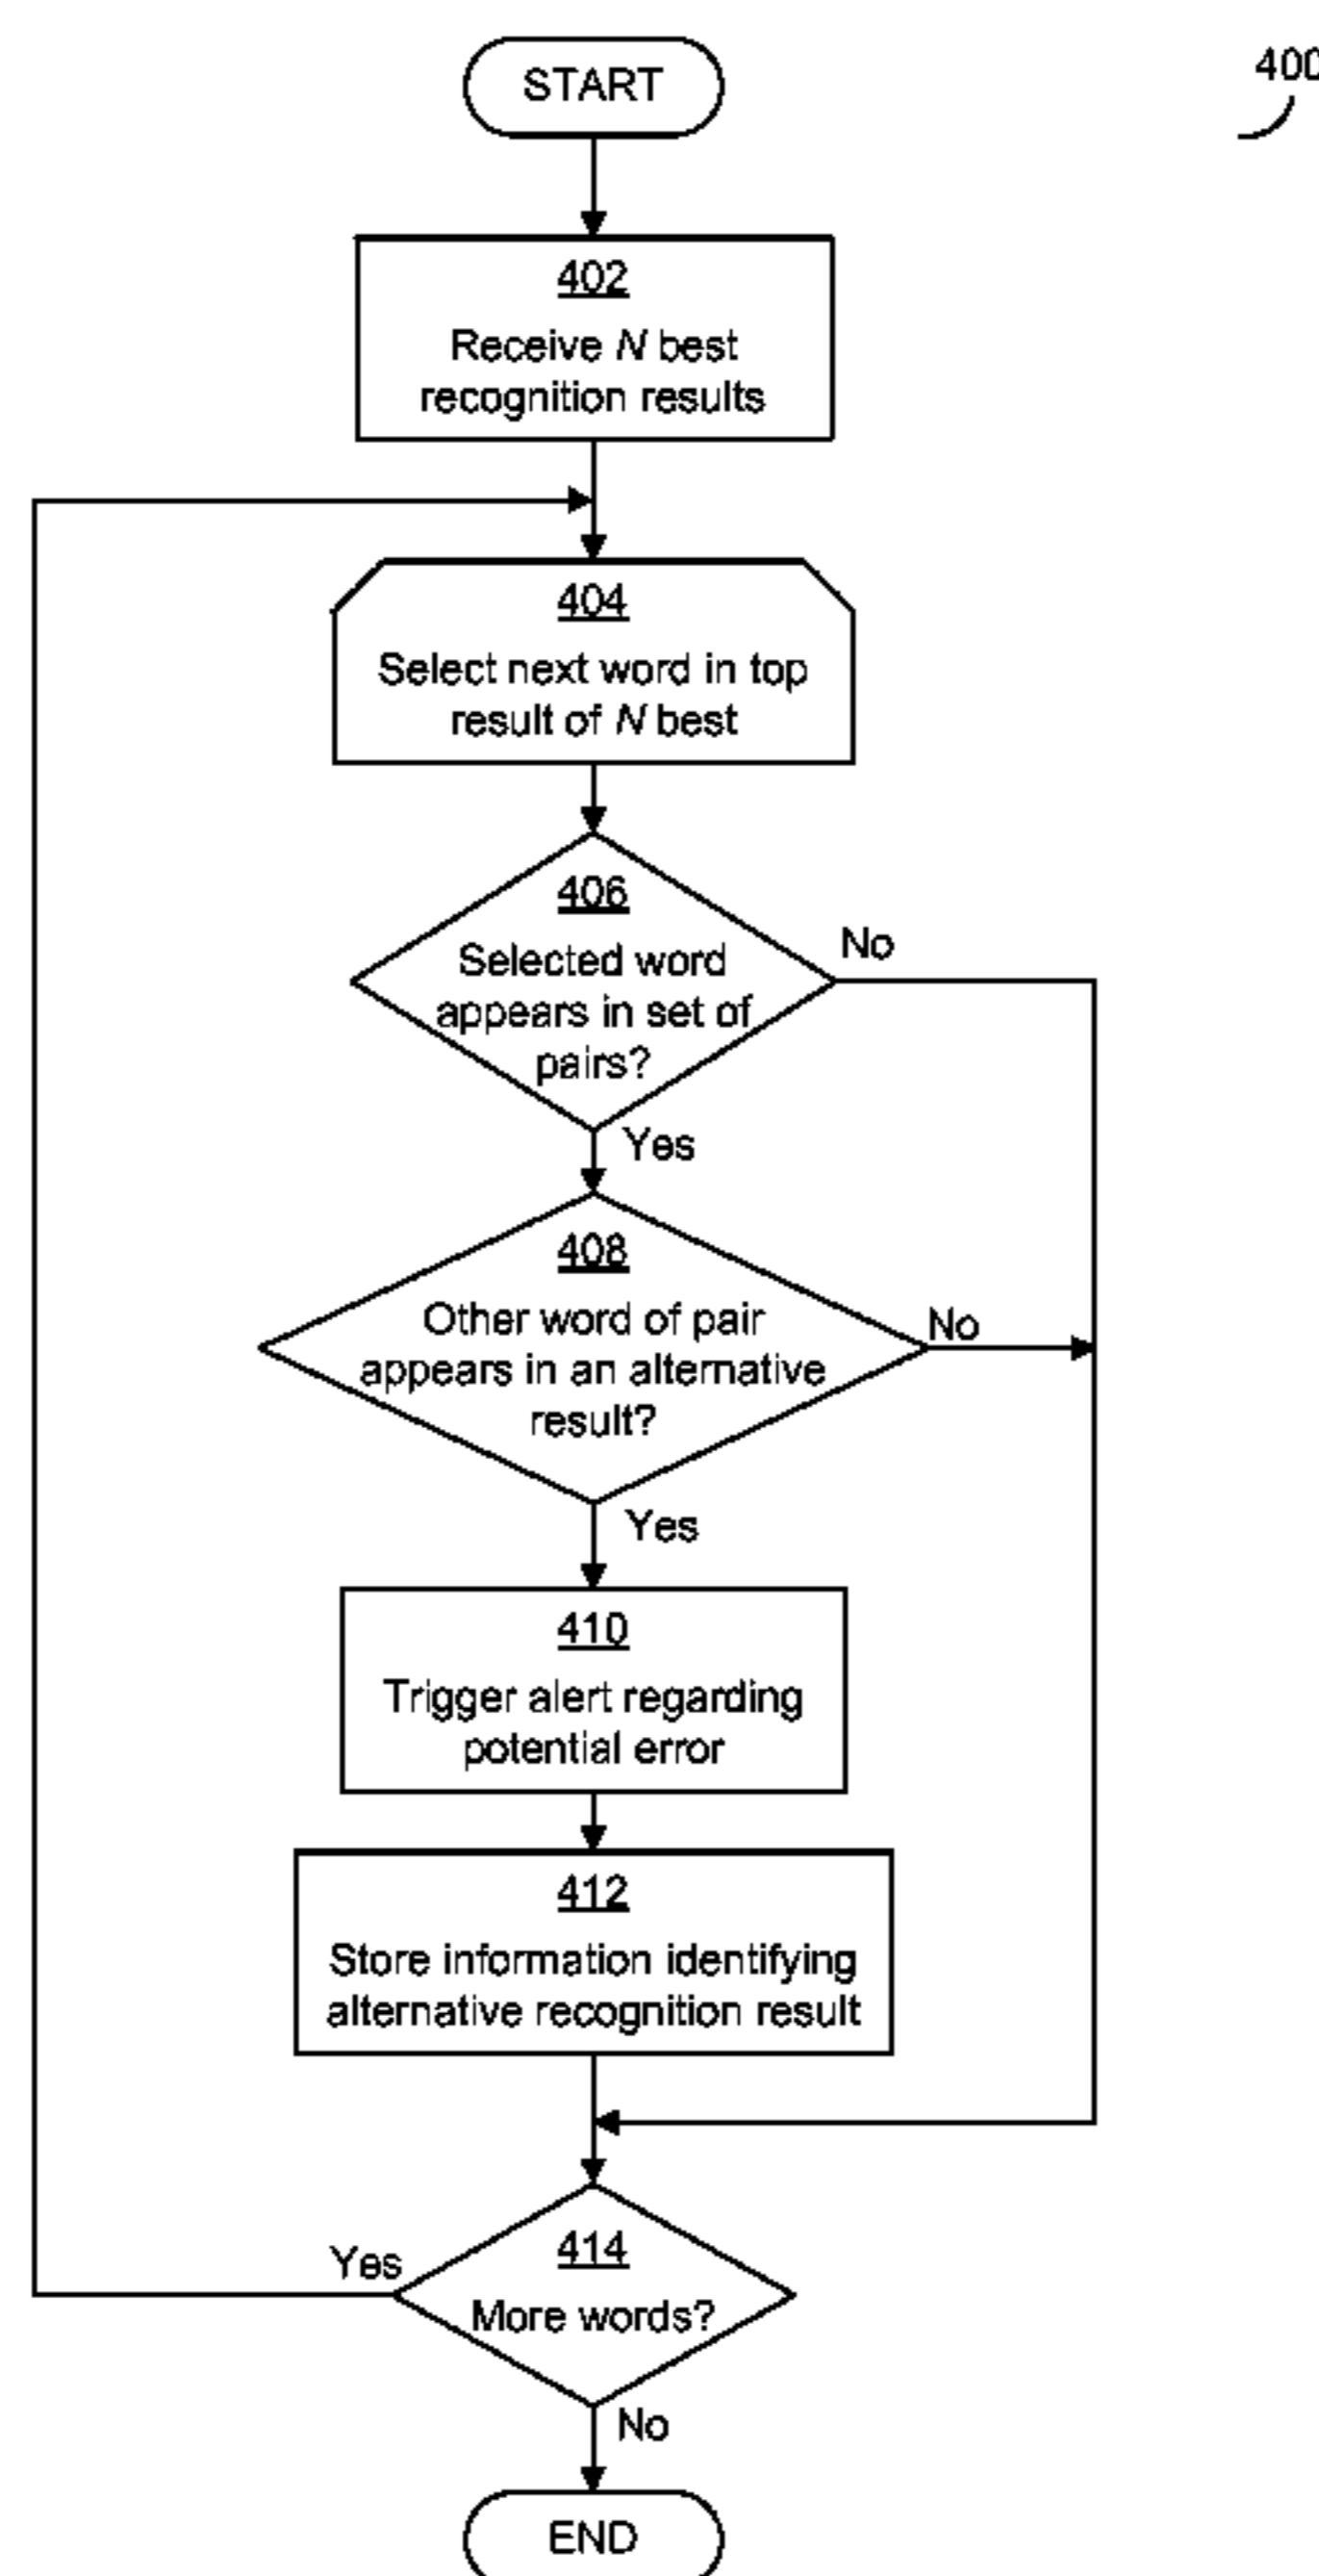 START
400
402
Receive N best
recognition results
404
Select next word in top
result of N best
406
Selected word
appears in set of
pairs?
No
Yes
408
Other word of pair
appears in an alternative
result?
No
Yes
410
Trigger alert regarding
potential error
412
Store information identifying
alternative recognition result
414
More words?
Yes
No
END